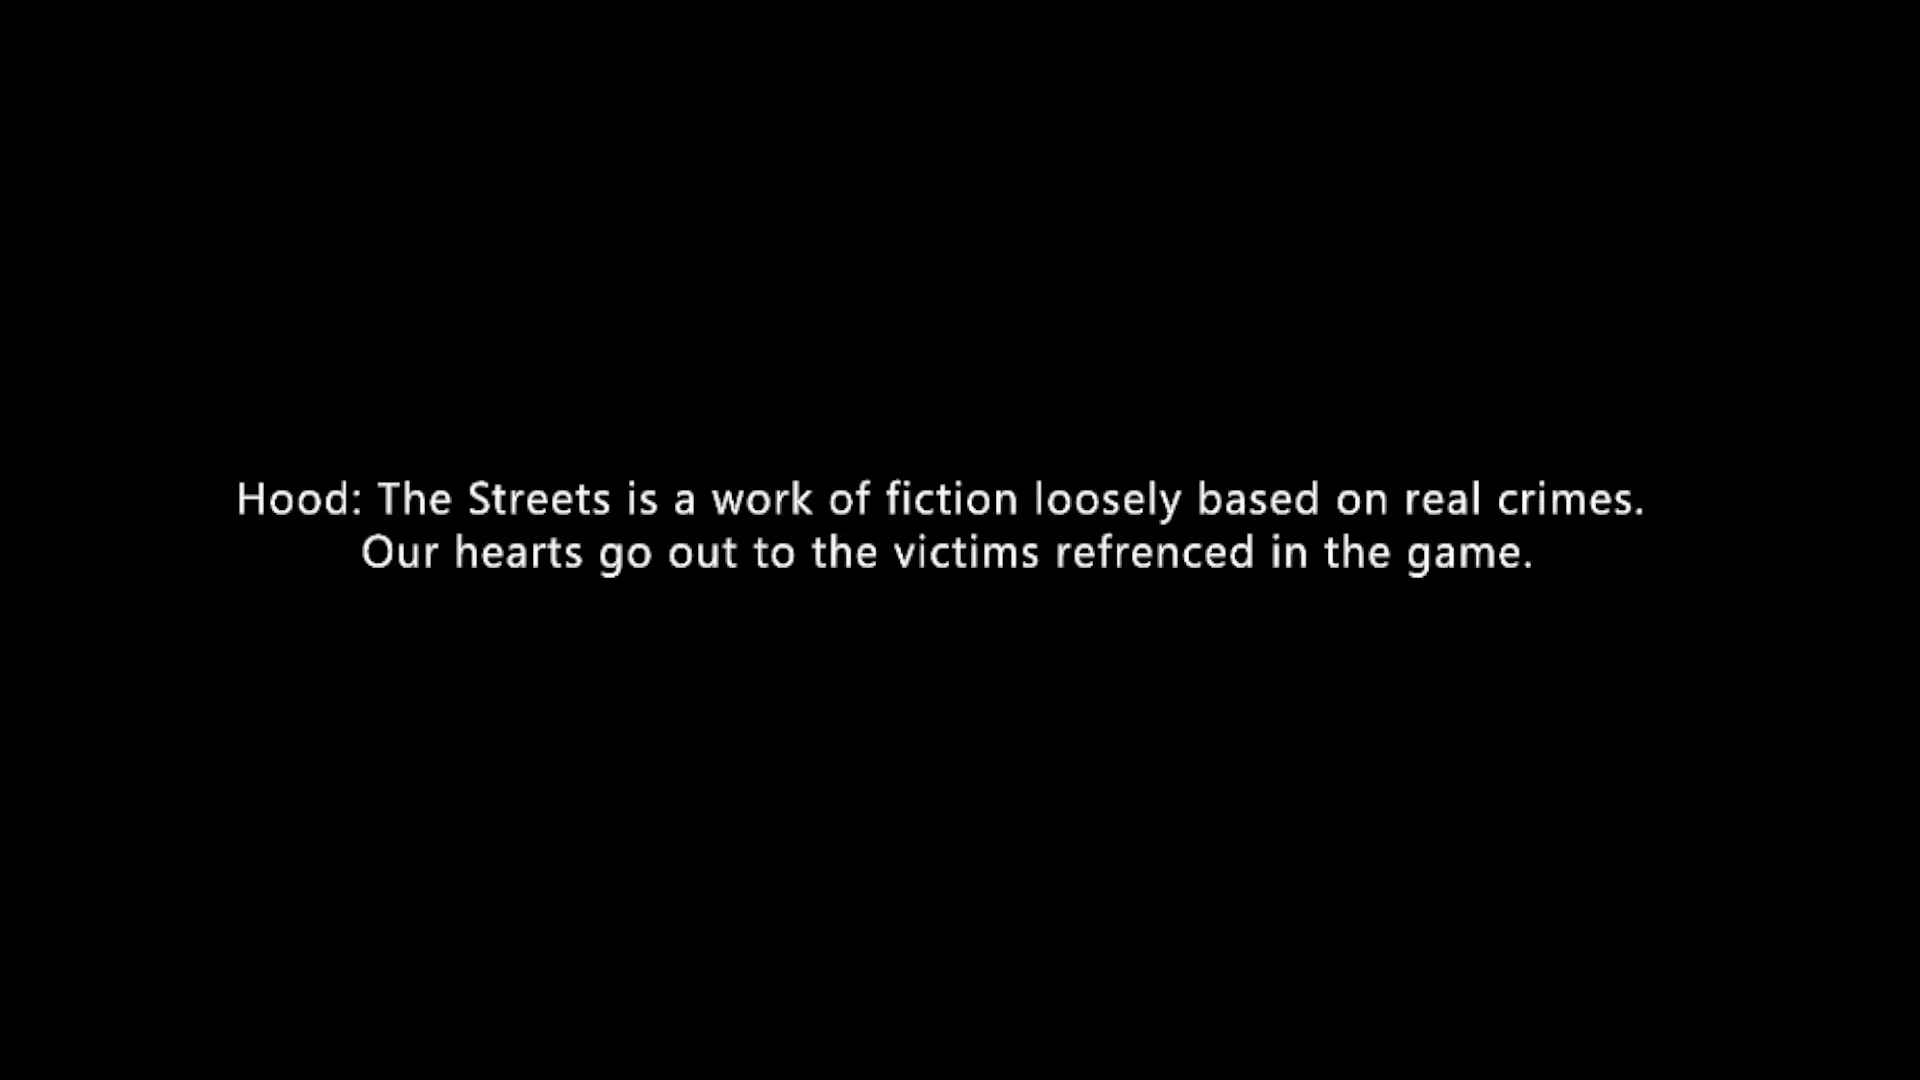 Hood: The Streets is a work of fiction loosely based on real crimes.
Our hearts go out to the victims refrenced in the game.